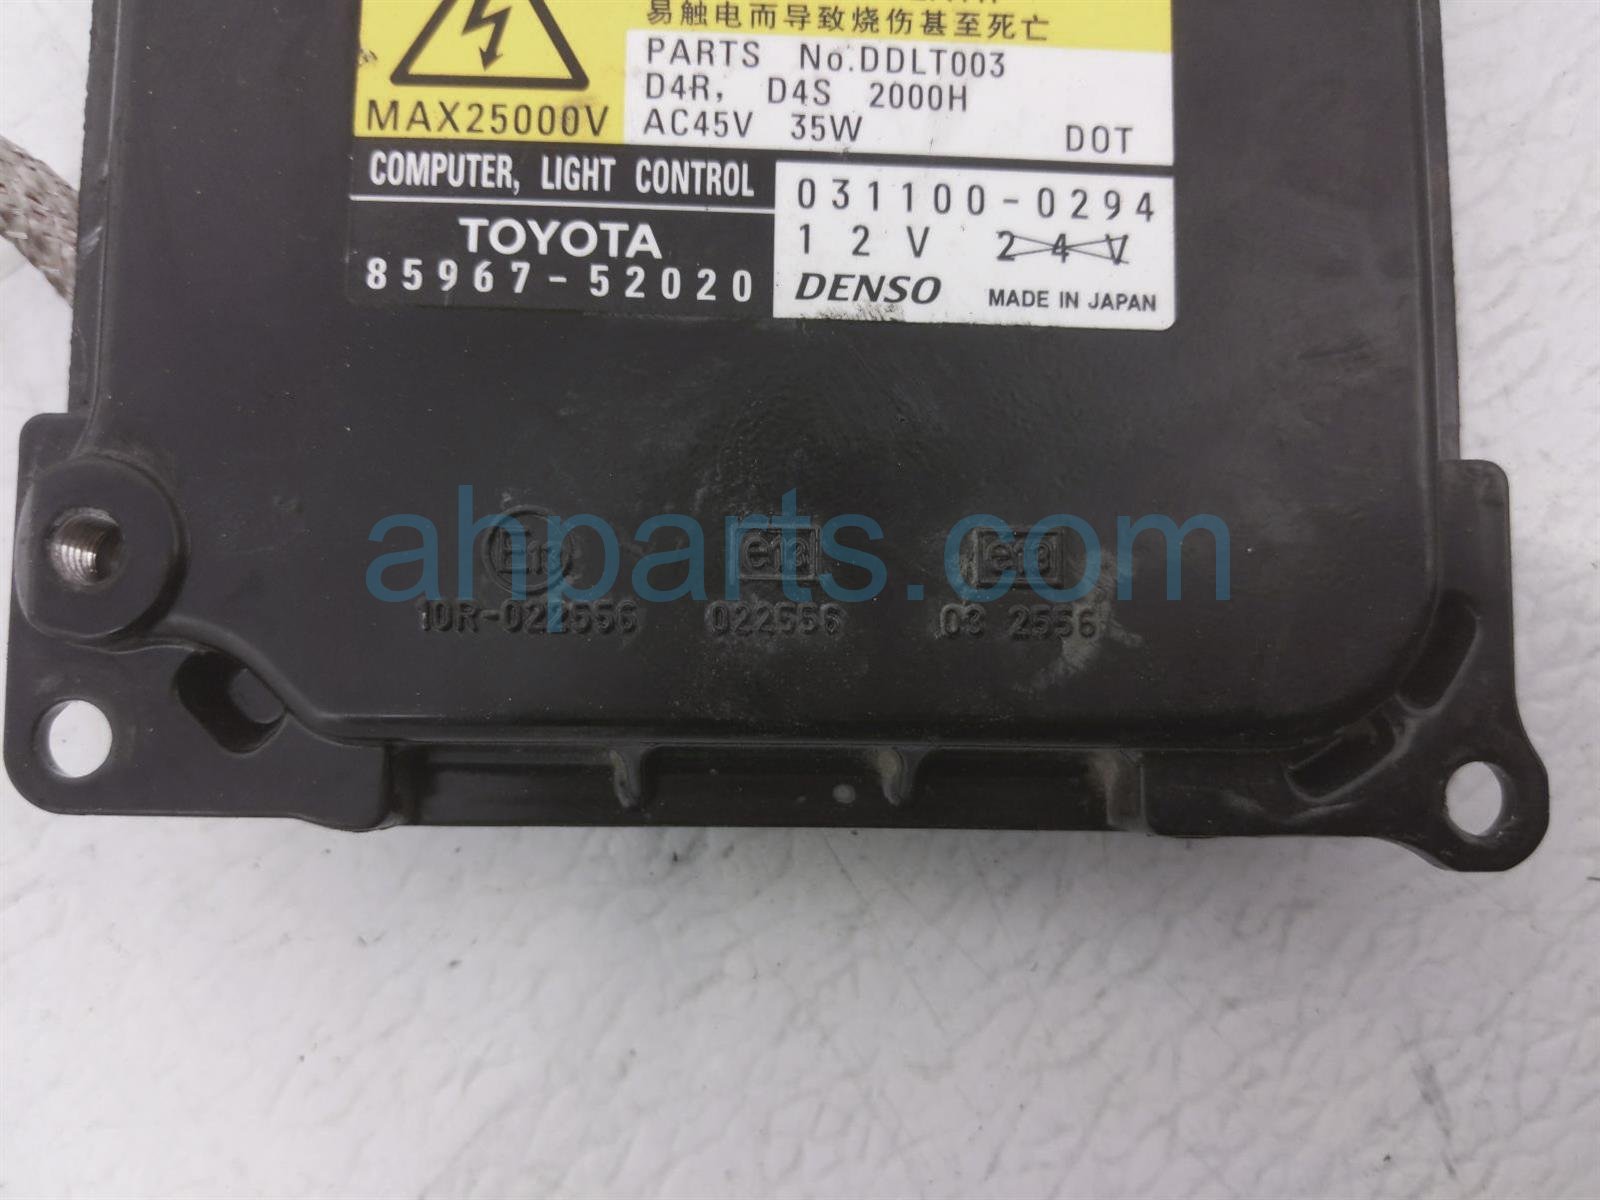 易触电而导致烧伤甚至死亡
PARTS No.DDLT003
D4R, D4S 2000H
MAX25000V AC45V 35W DOT
COMPUTER, LIGHT CONTROL 031100-0294
TOYOTA 12V 24V
85967-52020 DENSO MADE IN JAPAN
ahparts.com
E13 e13 e13
10R-022556 022556 03 2556